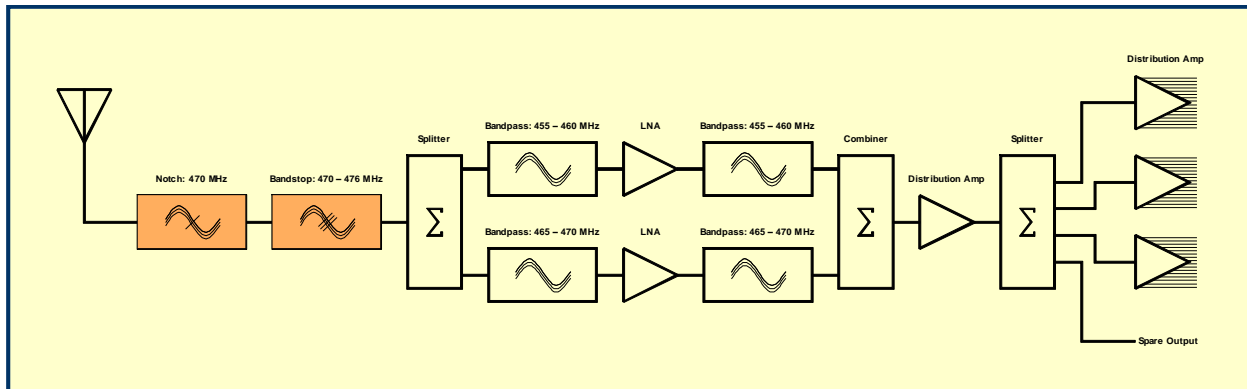 Distribution Amp
Bandpass: 455 – 460 MHz
LNA
Bandpass: 455 – 460 MHz
Splitter
Combiner
Splitter
Notch: 470 MHz
Bandstop: 470 – 476 MHz
Distribution Amp
Σ
Σ
Σ
Bandpass: 465 – 470 MHz
LNA
Bandpass: 465 – 470 MHz
Spare Output